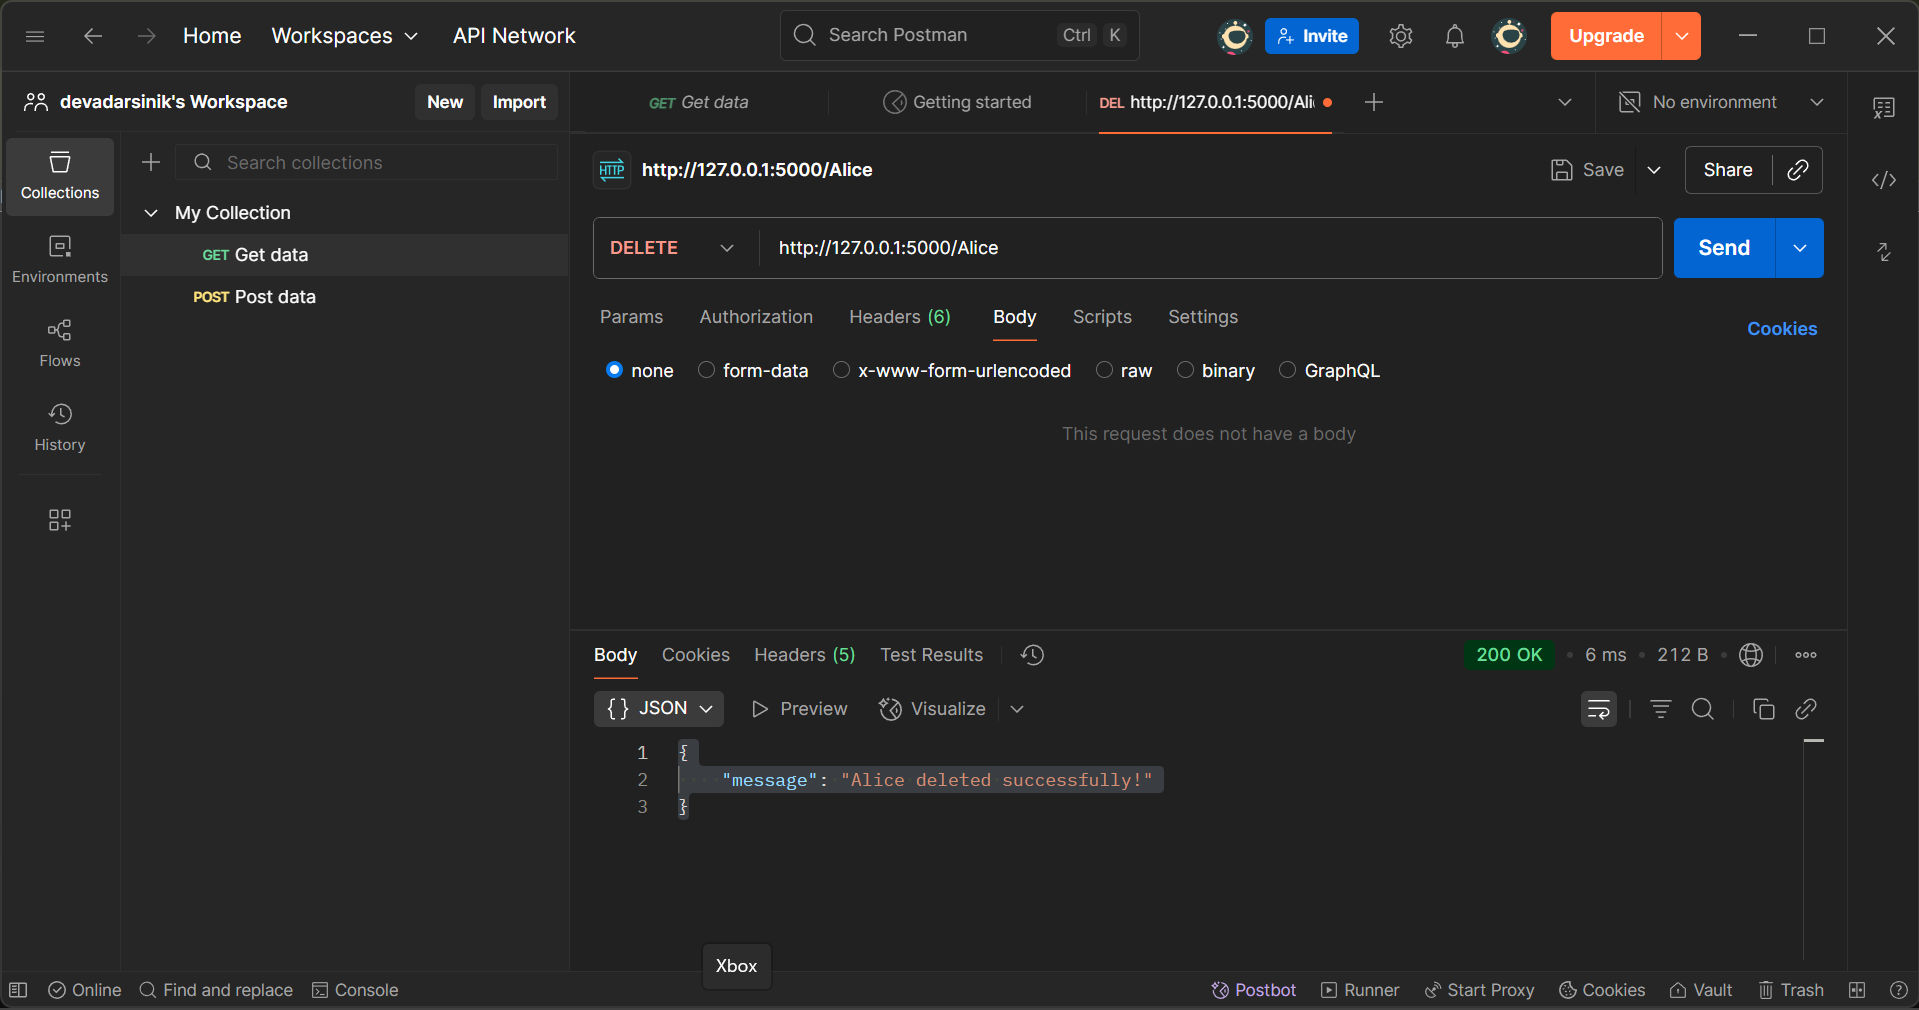 Home Workspaces API Network Search Postman Ctrl K Invite Upgrade
devadarsinik's Workspace New Import GET Get data Getting started DEL http://127.0.0.1:5000/Ali No environment
Search collections
Collections
http://127.0.0.1:5000/Alice Save Share
My Collection
GET Get data
DELETE http://127.0.0.1:5000/Alice Send
Environments
POST Post data
Params Authorization Headers (6) Body Scripts Settings Cookies
Flows
none form-data x-www-form-urlencoded raw binary GraphQL
This request does not have a body
History
Body Cookies Headers (5) Test Results 200 OK • 6 ms • 212 B •
{ } JSON Preview Visualize
1 {
2 "message": "Alice deleted successfully!"
3 }
Xbox
Online Find and replace Console Postbot Runner Start Proxy Cookies Vault Trash